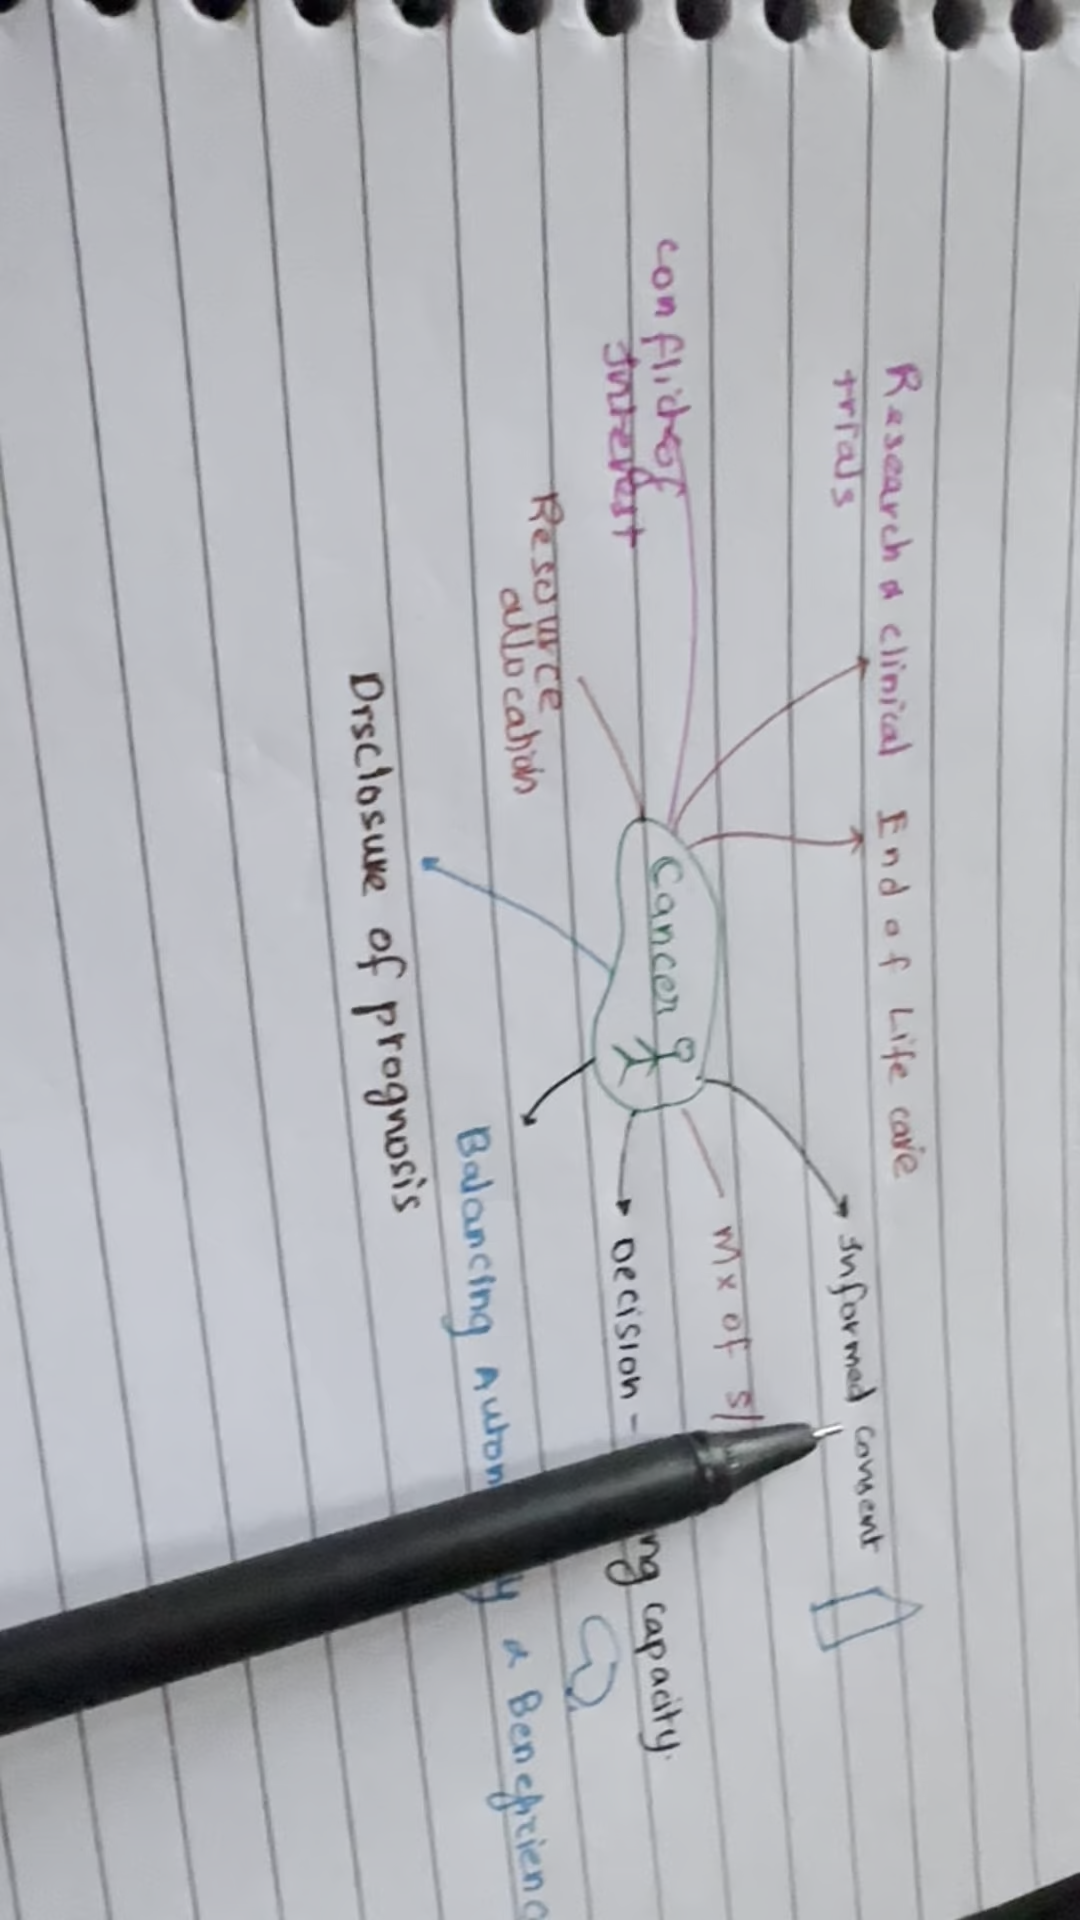 Research & clinical
trials
End of Life care
conflict of
Interest
Informed consent
Resource
allocation
Cancer
Mx of
Decision - ng capacity.
Balancing Auton y & Beneficienc
Disclosure of prognosis